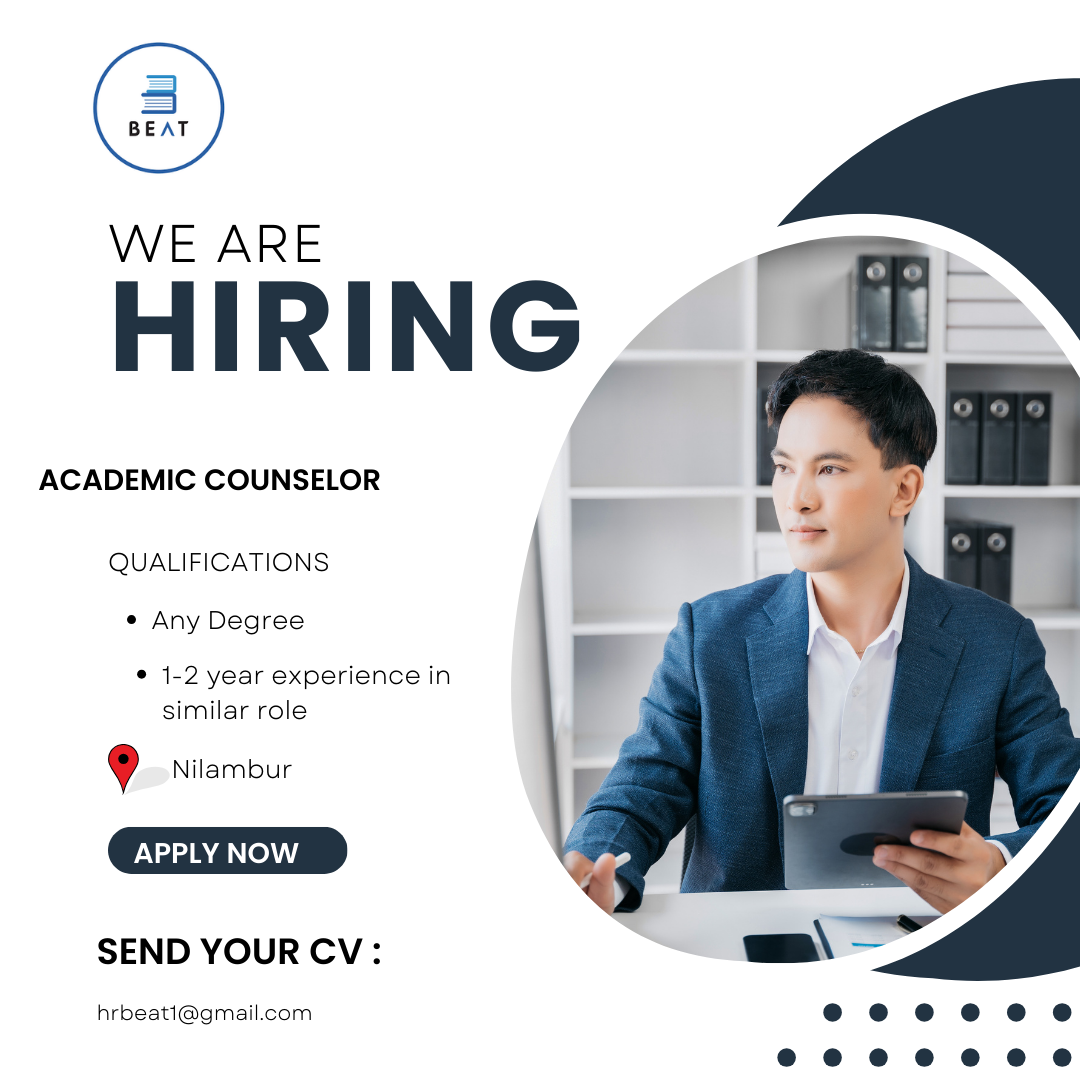 BEAT
WE ARE
HIRING
ACADEMIC COUNSELOR
QUALIFICATIONS
• Any Degree
• 1-2 year experience in
similar role
Nilambur
APPLY NOW
SEND YOUR CV :
hrbeat1@gmail.com